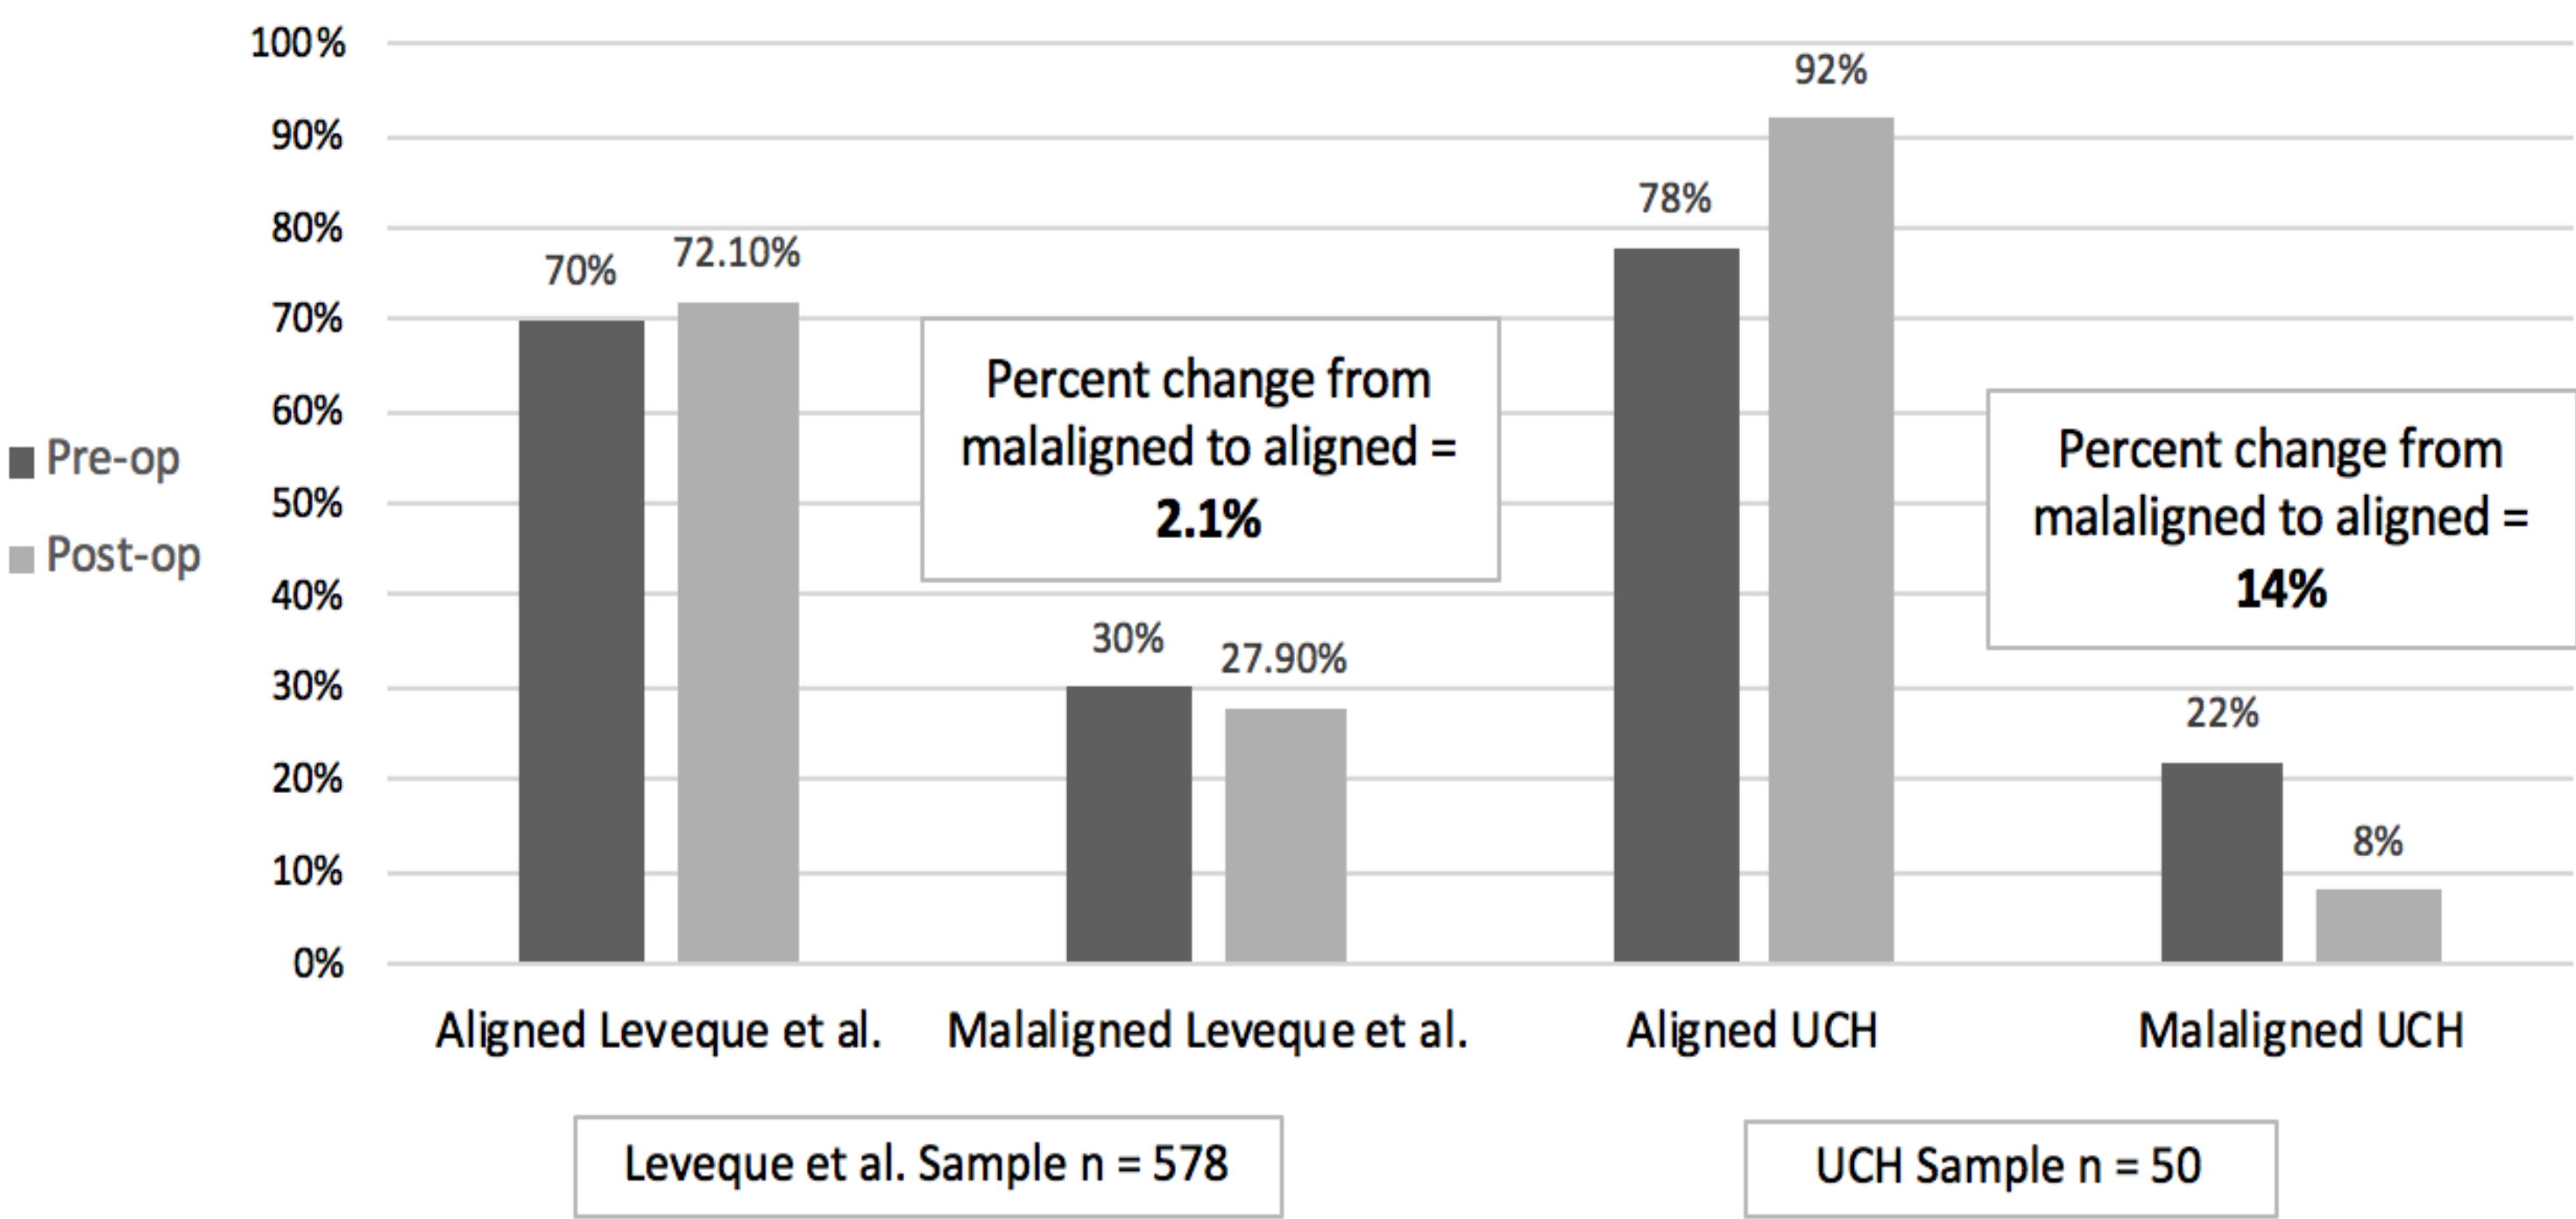 100%
90%
80%
70%
60%
50%
40%
30%
20%
10%
0%
Pre-op
Post-op
70%
72.10%
30%
27.90%
78%
92%
22%
8%
Percent change from
malaligned to aligned =
2.1%
Percent change from
malaligned to aligned =
14%
Aligned Leveque et al.
Malaligned Leveque et al.
Aligned UCH
Malaligned UCH
Leveque et al. Sample n = 578
UCH Sample n = 50